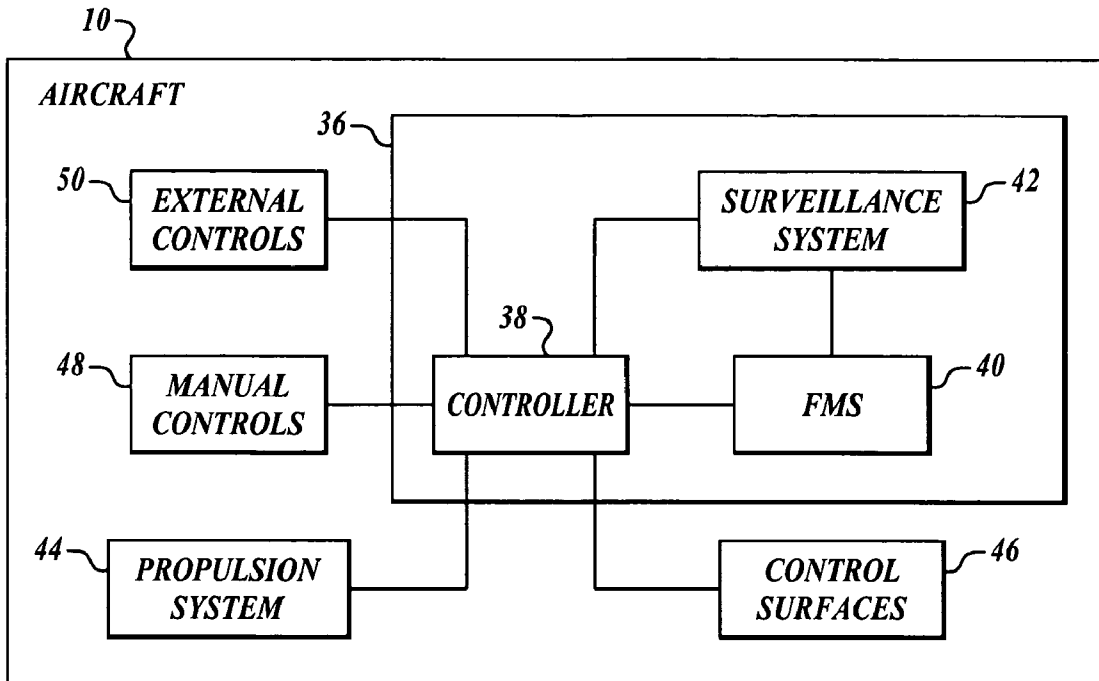 10
AIRCRAFT
36
50
EXTERNAL
CONTROLS
SURVEILLANCE
SYSTEM
42
38
48
MANUAL
CONTROLS
CONTROLLER
FMS
40
44
PROPULSION
SYSTEM
CONTROL
SURFACES
46